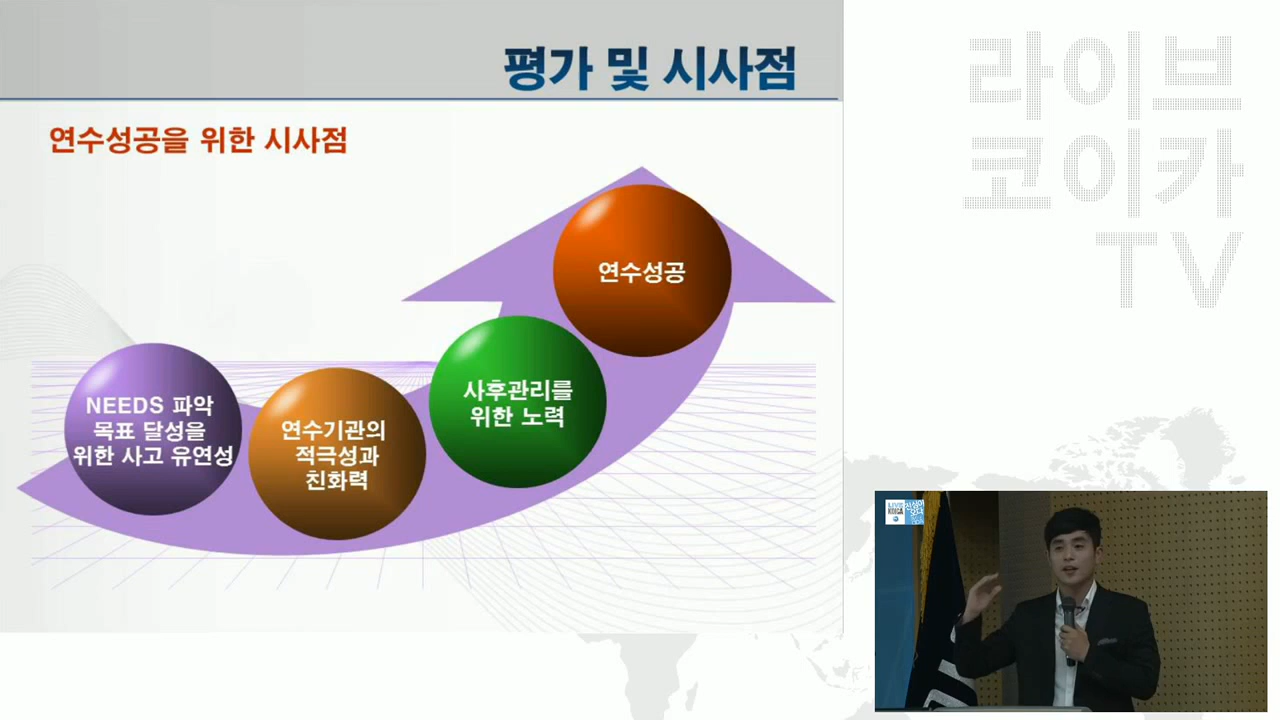 평가 및 시사점
연수성공을 위한 시사점
NEEDS 파악
목표 달성을
위한 사고 유연성
연수기관의
적극성과
친화력
사후관리를
위한 노력
연수성공
라이브
코이카
TV